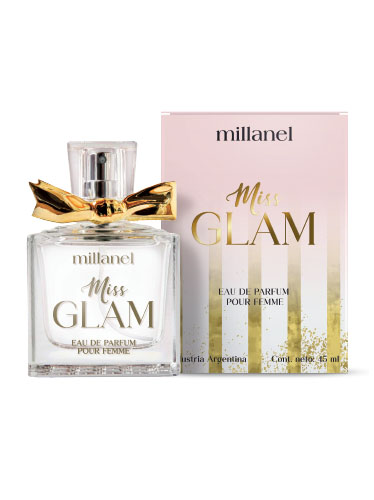 millanel
Miss
GLAM
EAU DE PARFUM
POUR FEMME
millanel
Miss
GLAM
EAU DE PARFUM
POUR FEMME
ustria Argentina Cont. neto: 45 ml